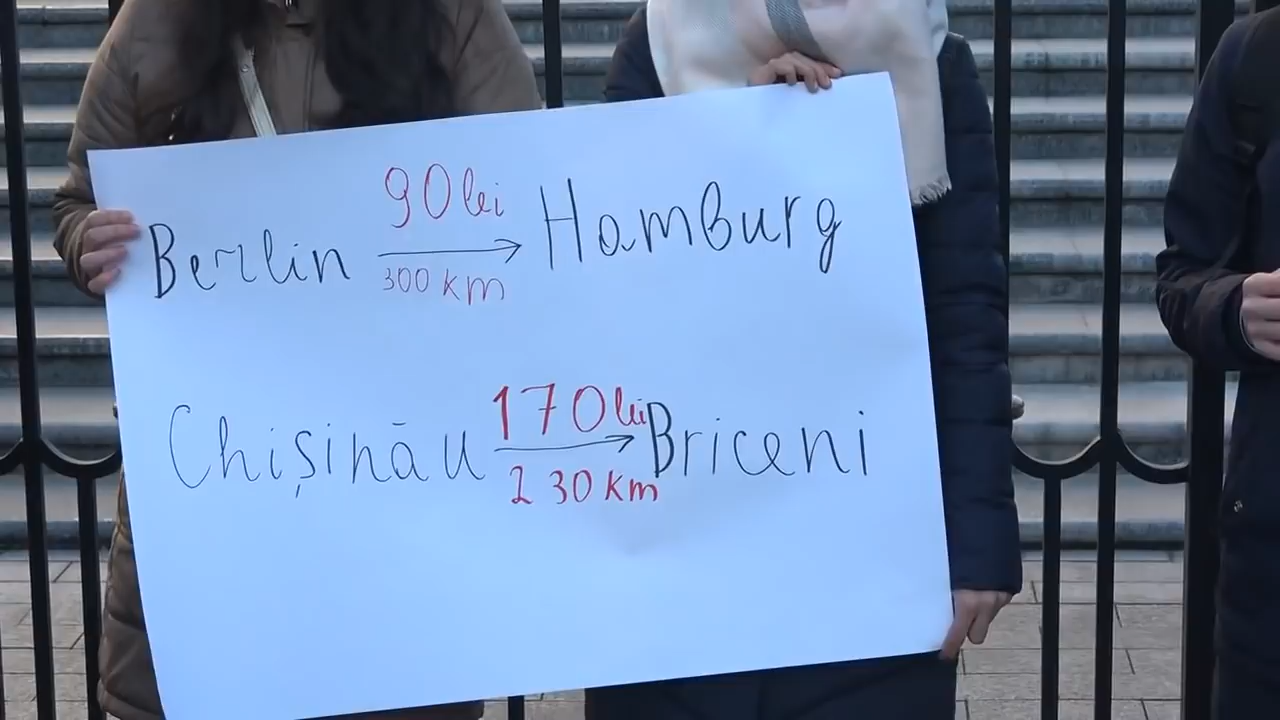 90 lei
Berlin → Hamburg
300 km
170 lei
Chișinău → Briceni
230 km